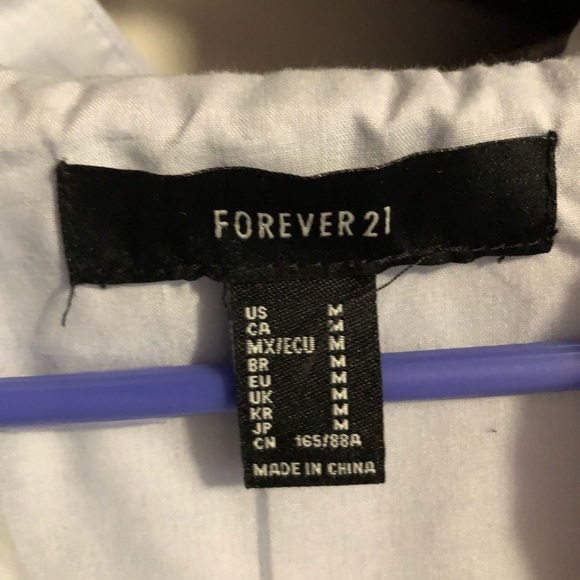 FOREVER 21
US M
CA M
MX/ECU M
BR M
EU M
UK M
KR M
JP M
CN 165/88A
MADE IN CHINA